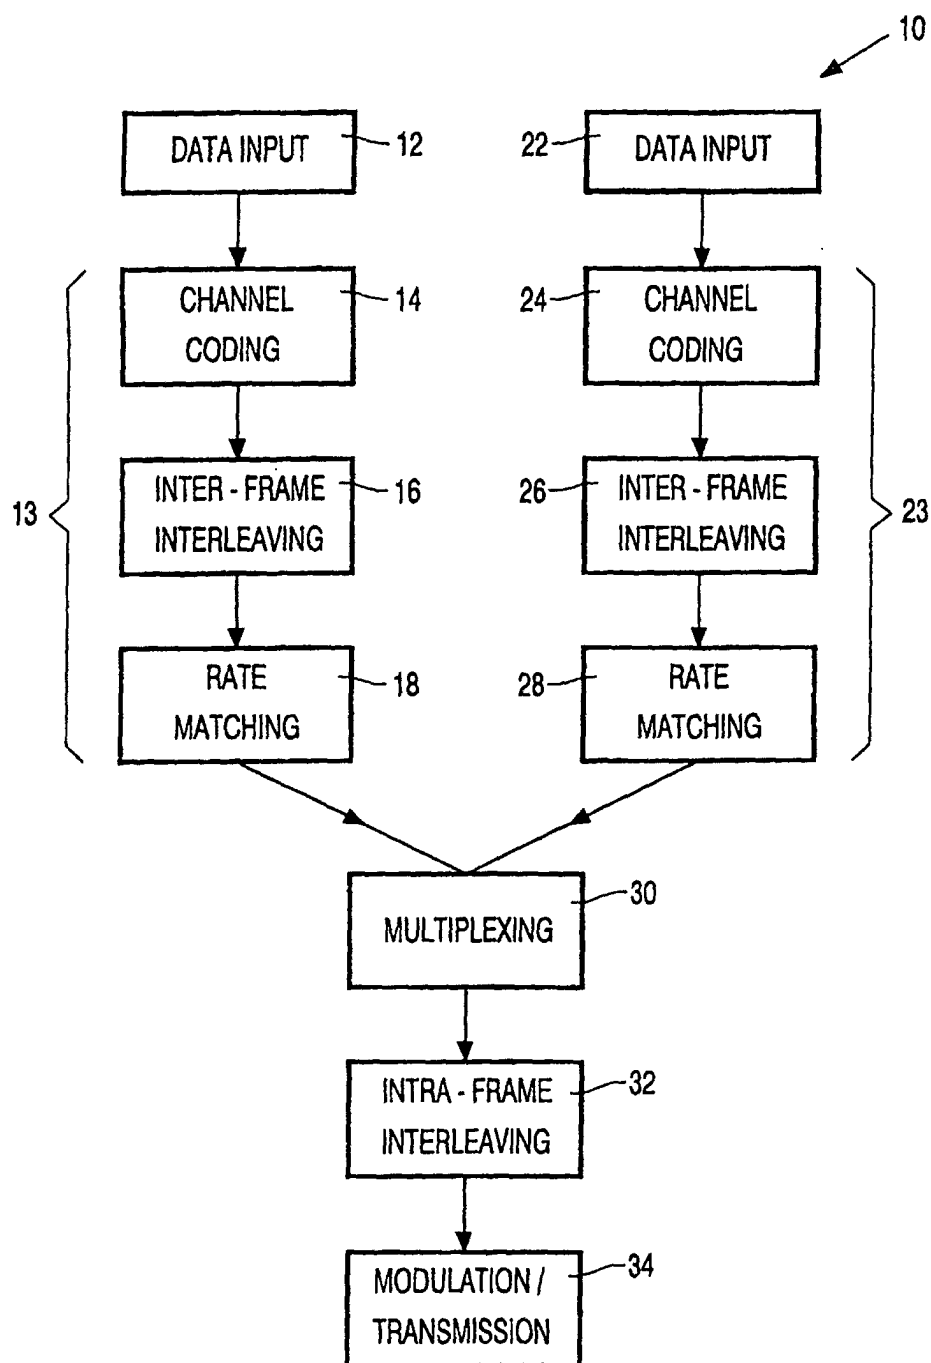 10
DATA INPUT
12
22
DATA INPUT
CHANNEL
CODING
14
24
CHANNEL
CODING
INTER - FRAME
INTERLEAVING
16
26
INTER - FRAME
INTERLEAVING
13
23
RATE
MATCHING
18
28
RATE
MATCHING
MULTIPLEXING
30
INTRA - FRAME
INTERLEAVING
32
MODULATION /
TRANSMISSION
34